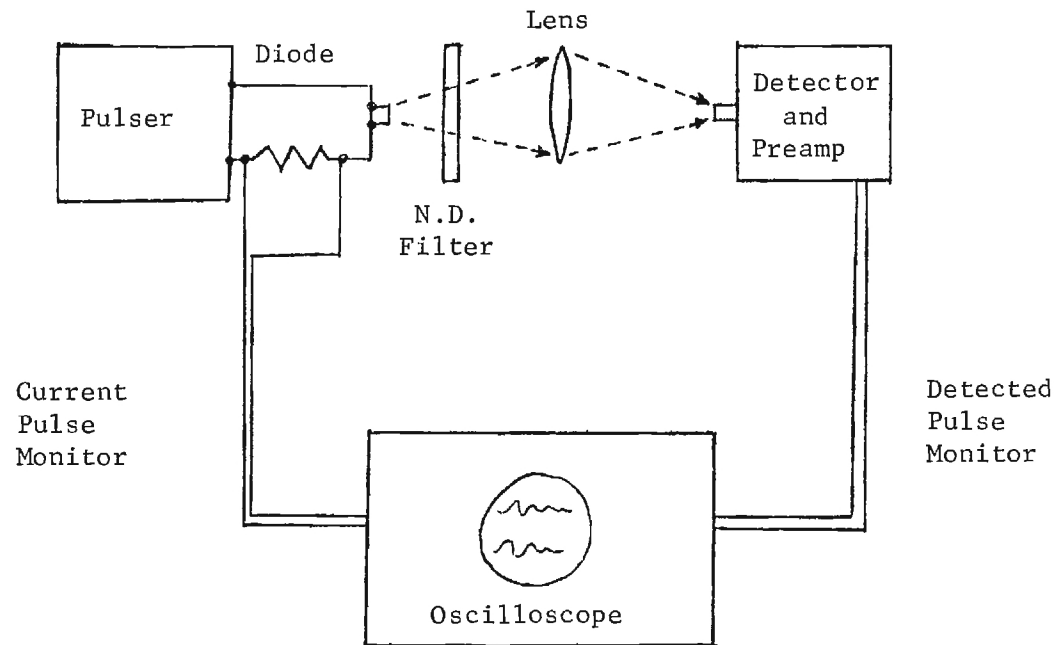 Lens
Diode
Pulser
Detector
and
Preamp
N.D.
Filter
Current
Pulse
Monitor
Detected
Pulse
Monitor
Oscilloscope